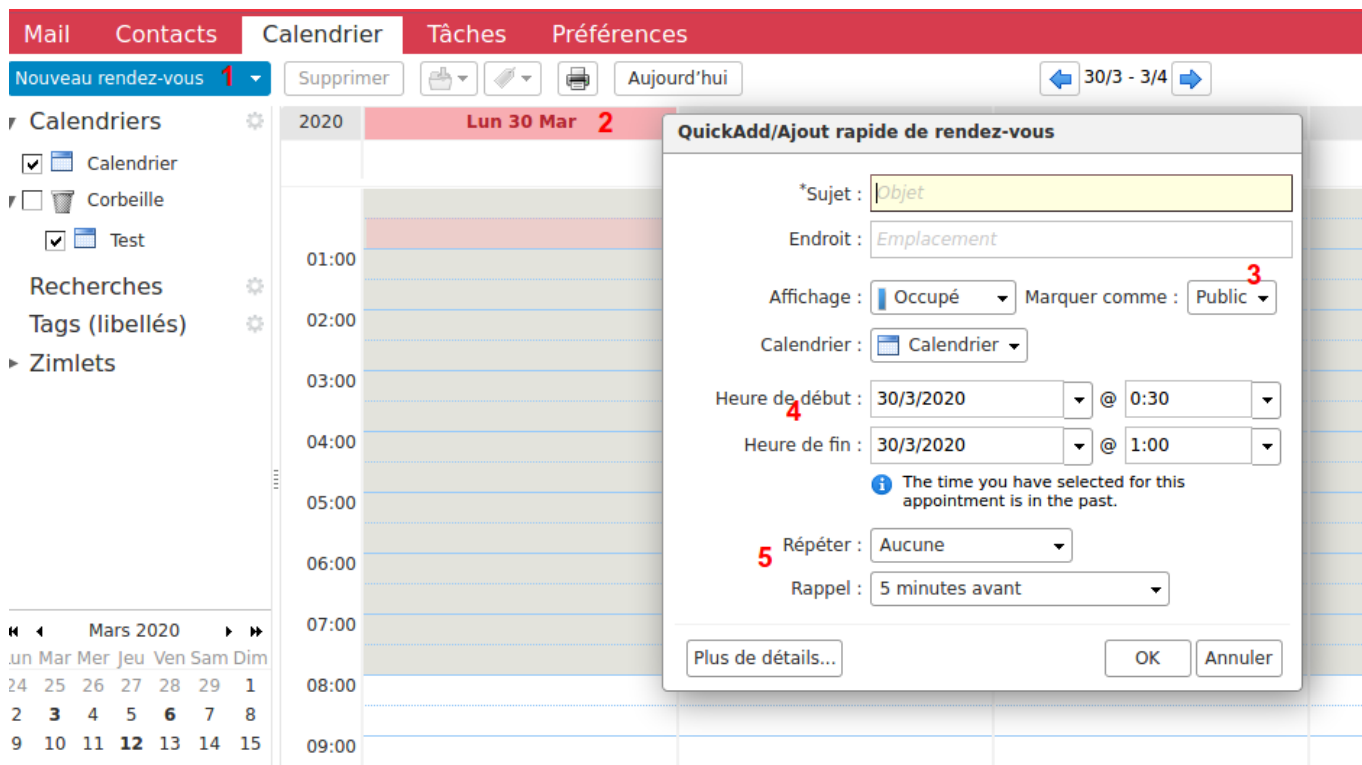 Mail Contacts Calendrier Tâches Préférences
Nouveau rendez-vous 1 Supprimer Aujourd'hui 30/3 - 3/4
Calendriers
Calendrier
Corbeille
Test
Recherches
Tags (libellés)
Zimlets
Mars 2020
Lun Mar Mer Jeu Ven Sam Dim
24 25 26 27 28 29 1
2 3 4 5 6 7 8
9 10 11 12 13 14 15
2020 Lun 30 Mar 2
01:00
02:00
03:00
04:00
05:00
06:00
07:00
08:00
09:00
QuickAdd/Ajout rapide de rendez-vous
*Sujet : Objet
Endroit : Emplacement
3
Affichage : Occupé Marquer comme : Public
Calendrier : Calendrier
Heure de début : 30/3/2020 @ 0:30
4
Heure de fin : 30/3/2020 @ 1:00
The time you have selected for this
appointment is in the past.
5 Répéter : Aucune
Rappel : 5 minutes avant
Plus de détails... OK Annuler